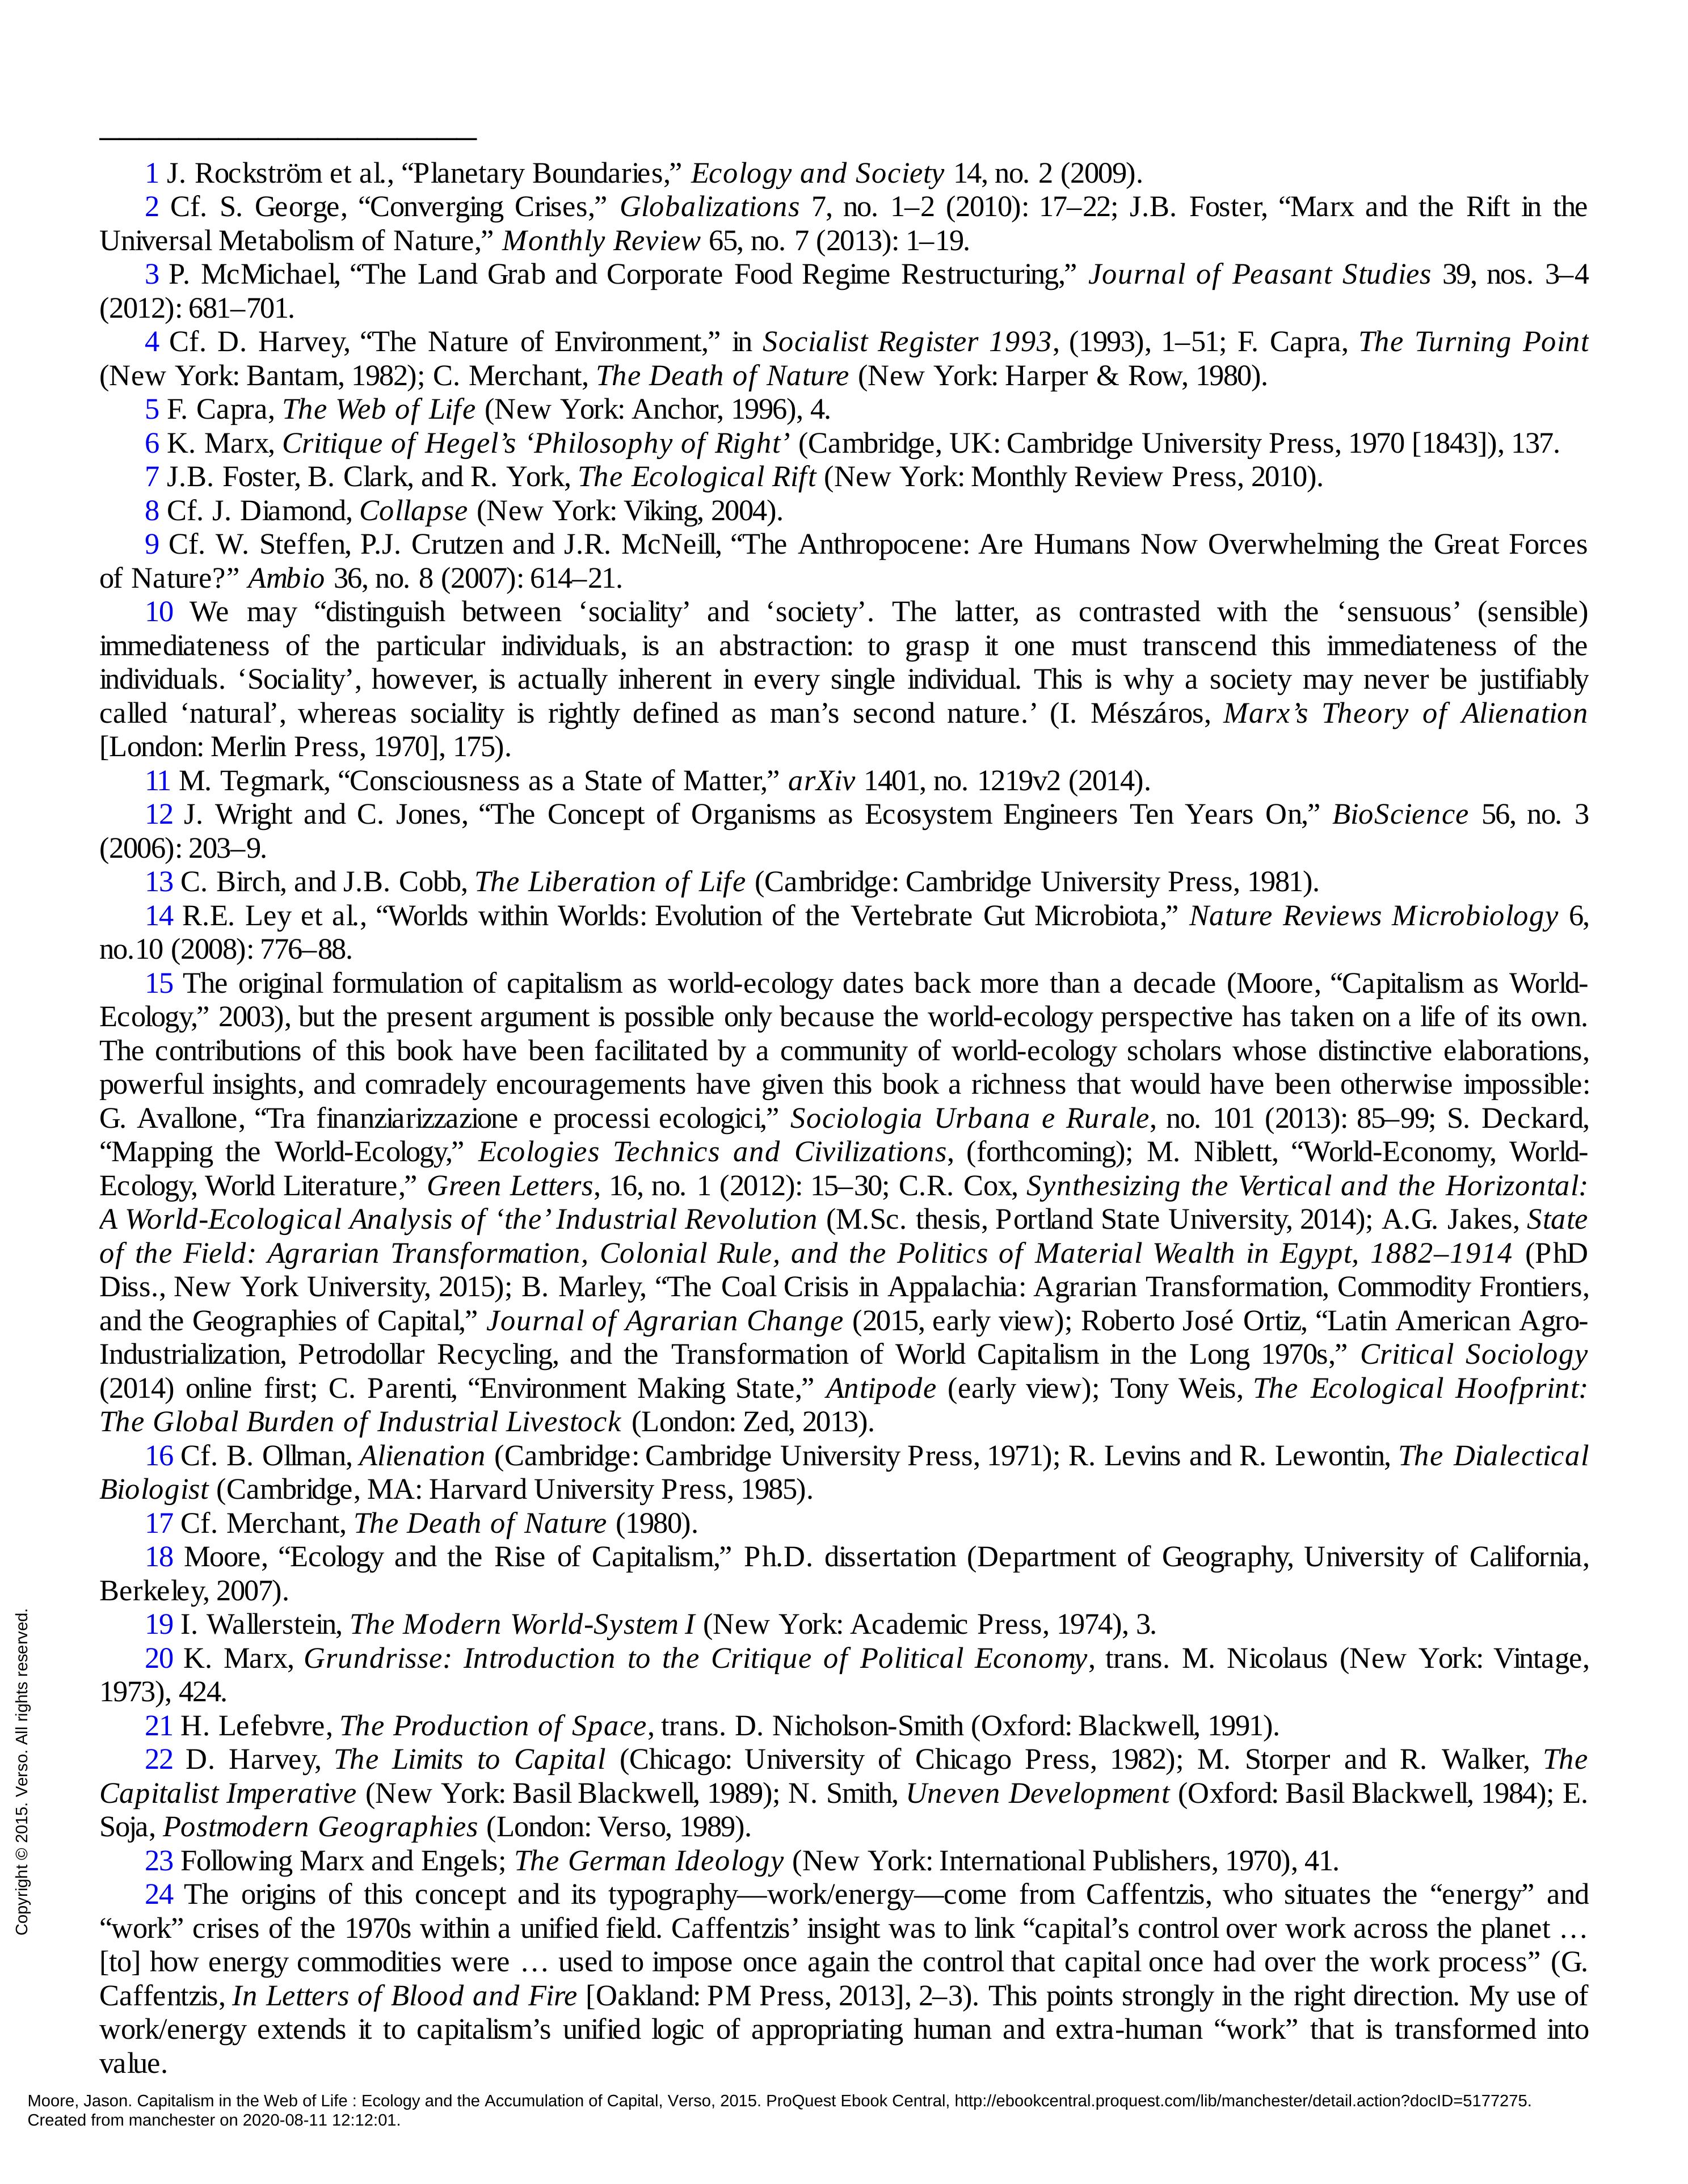 1 J. Rockström et al., “Planetary Boundaries,” Ecology and Society 14, no. 2 (2009).
2 Cf. S. George, “Converging Crises,” Globalizations 7, no. 1–2 (2010): 17–22; J.B. Foster, “Marx and the Rift in the
Universal Metabolism of Nature,” Monthly Review 65, no. 7 (2013): 1–19.
3 P. McMichael, “The Land Grab and Corporate Food Regime Restructuring,” Journal of Peasant Studies 39, nos. 3–4
(2012): 681–701.
4 Cf. D. Harvey, “The Nature of Environment,” in Socialist Register 1993, (1993), 1–51; F. Capra, The Turning Point
(New York: Bantam, 1982); C. Merchant, The Death of Nature (New York: Harper & Row, 1980).
5 F. Capra, The Web of Life (New York: Anchor, 1996), 4.
6 K. Marx, Critique of Hegel’s ‘Philosophy of Right’ (Cambridge, UK: Cambridge University Press, 1970 [1843]), 137.
7 J.B. Foster, B. Clark, and R. York, The Ecological Rift (New York: Monthly Review Press, 2010).
8 Cf. J. Diamond, Collapse (New York: Viking, 2004).
9 Cf. W. Steffen, P.J. Crutzen and J.R. McNeill, “The Anthropocene: Are Humans Now Overwhelming the Great Forces
of Nature?” Ambio 36, no. 8 (2007): 614–21.
10 We may “distinguish between ‘sociality’ and ‘society’. The latter, as contrasted with the ‘sensuous’ (sensible)
immediateness of the particular individuals, is an abstraction: to grasp it one must transcend this immediateness of the
individuals. ‘Sociality’, however, is actually inherent in every single individual. This is why a society may never be justifiably
called ‘natural’, whereas sociality is rightly defined as man’s second nature.’ (I. Mészáros, Marx’s Theory of Alienation
[London: Merlin Press, 1970], 175).
11 M. Tegmark, “Consciousness as a State of Matter,” arXiv 1401, no. 1219v2 (2014).
12 J. Wright and C. Jones, “The Concept of Organisms as Ecosystem Engineers Ten Years On,” BioScience 56, no. 3
(2006): 203–9.
13 C. Birch, and J.B. Cobb, The Liberation of Life (Cambridge: Cambridge University Press, 1981).
14 R.E. Ley et al., “Worlds within Worlds: Evolution of the Vertebrate Gut Microbiota,” Nature Reviews Microbiology 6,
no.10 (2008): 776–88.
15 The original formulation of capitalism as world-ecology dates back more than a decade (Moore, “Capitalism as World-
Ecology,” 2003), but the present argument is possible only because the world-ecology perspective has taken on a life of its own.
The contributions of this book have been facilitated by a community of world-ecology scholars whose distinctive elaborations,
powerful insights, and comradely encouragements have given this book a richness that would have been otherwise impossible:
G. Avallone, “Tra finanziarizzazione e processi ecologici,” Sociologia Urbana e Rurale, no. 101 (2013): 85–99; S. Deckard,
“Mapping the World-Ecology,” Ecologies Technics and Civilizations, (forthcoming); M. Niblett, “World-Economy, World-
Ecology, World Literature,” Green Letters, 16, no. 1 (2012): 15–30; C.R. Cox, Synthesizing the Vertical and the Horizontal:
A World-Ecological Analysis of ‘the’ Industrial Revolution (M.Sc. thesis, Portland State University, 2014); A.G. Jakes, State
of the Field: Agrarian Transformation, Colonial Rule, and the Politics of Material Wealth in Egypt, 1882–1914 (PhD
Diss., New York University, 2015); B. Marley, “The Coal Crisis in Appalachia: Agrarian Transformation, Commodity Frontiers,
and the Geographies of Capital,” Journal of Agrarian Change (2015, early view); Roberto José Ortiz, “Latin American Agro-
Industrialization, Petrodollar Recycling, and the Transformation of World Capitalism in the Long 1970s,” Critical Sociology
(2014) online first; C. Parenti, “Environment Making State,” Antipode (early view); Tony Weis, The Ecological Hoofprint:
The Global Burden of Industrial Livestock (London: Zed, 2013).
16 Cf. B. Ollman, Alienation (Cambridge: Cambridge University Press, 1971); R. Levins and R. Lewontin, The Dialectical
Biologist (Cambridge, MA: Harvard University Press, 1985).
17 Cf. Merchant, The Death of Nature (1980).
18 Moore, “Ecology and the Rise of Capitalism,” Ph.D. dissertation (Department of Geography, University of California,
Berkeley, 2007).
19 I. Wallerstein, The Modern World-System I (New York: Academic Press, 1974), 3.
20 K. Marx, Grundrisse: Introduction to the Critique of Political Economy, trans. M. Nicolaus (New York: Vintage,
1973), 424.
21 H. Lefebvre, The Production of Space, trans. D. Nicholson-Smith (Oxford: Blackwell, 1991).
22 D. Harvey, The Limits to Capital (Chicago: University of Chicago Press, 1982); M. Storper and R. Walker, The
Capitalist Imperative (New York: Basil Blackwell, 1989); N. Smith, Uneven Development (Oxford: Basil Blackwell, 1984); E.
Soja, Postmodern Geographies (London: Verso, 1989).
23 Following Marx and Engels; The German Ideology (New York: International Publishers, 1970), 41.
24 The origins of this concept and its typography—work/energy—come from Caffentzis, who situates the “energy” and
“work” crises of the 1970s within a unified field. Caffentzis’ insight was to link “capital’s control over work across the planet …
[to] how energy commodities were … used to impose once again the control that capital once had over the work process” (G.
Caffentzis, In Letters of Blood and Fire [Oakland: PM Press, 2013], 2–3). This points strongly in the right direction. My use of
work/energy extends it to capitalism’s unified logic of appropriating human and extra-human “work” that is transformed into
value.
Copyright © 2015. Verso. All rights reserved.
Moore, Jason. Capitalism in the Web of Life : Ecology and the Accumulation of Capital, Verso, 2015. ProQuest Ebook Central, http://ebookcentral.proquest.com/lib/manchester/detail.action?docID=5177275.
Created from manchester on 2020-08-11 12:12:01.